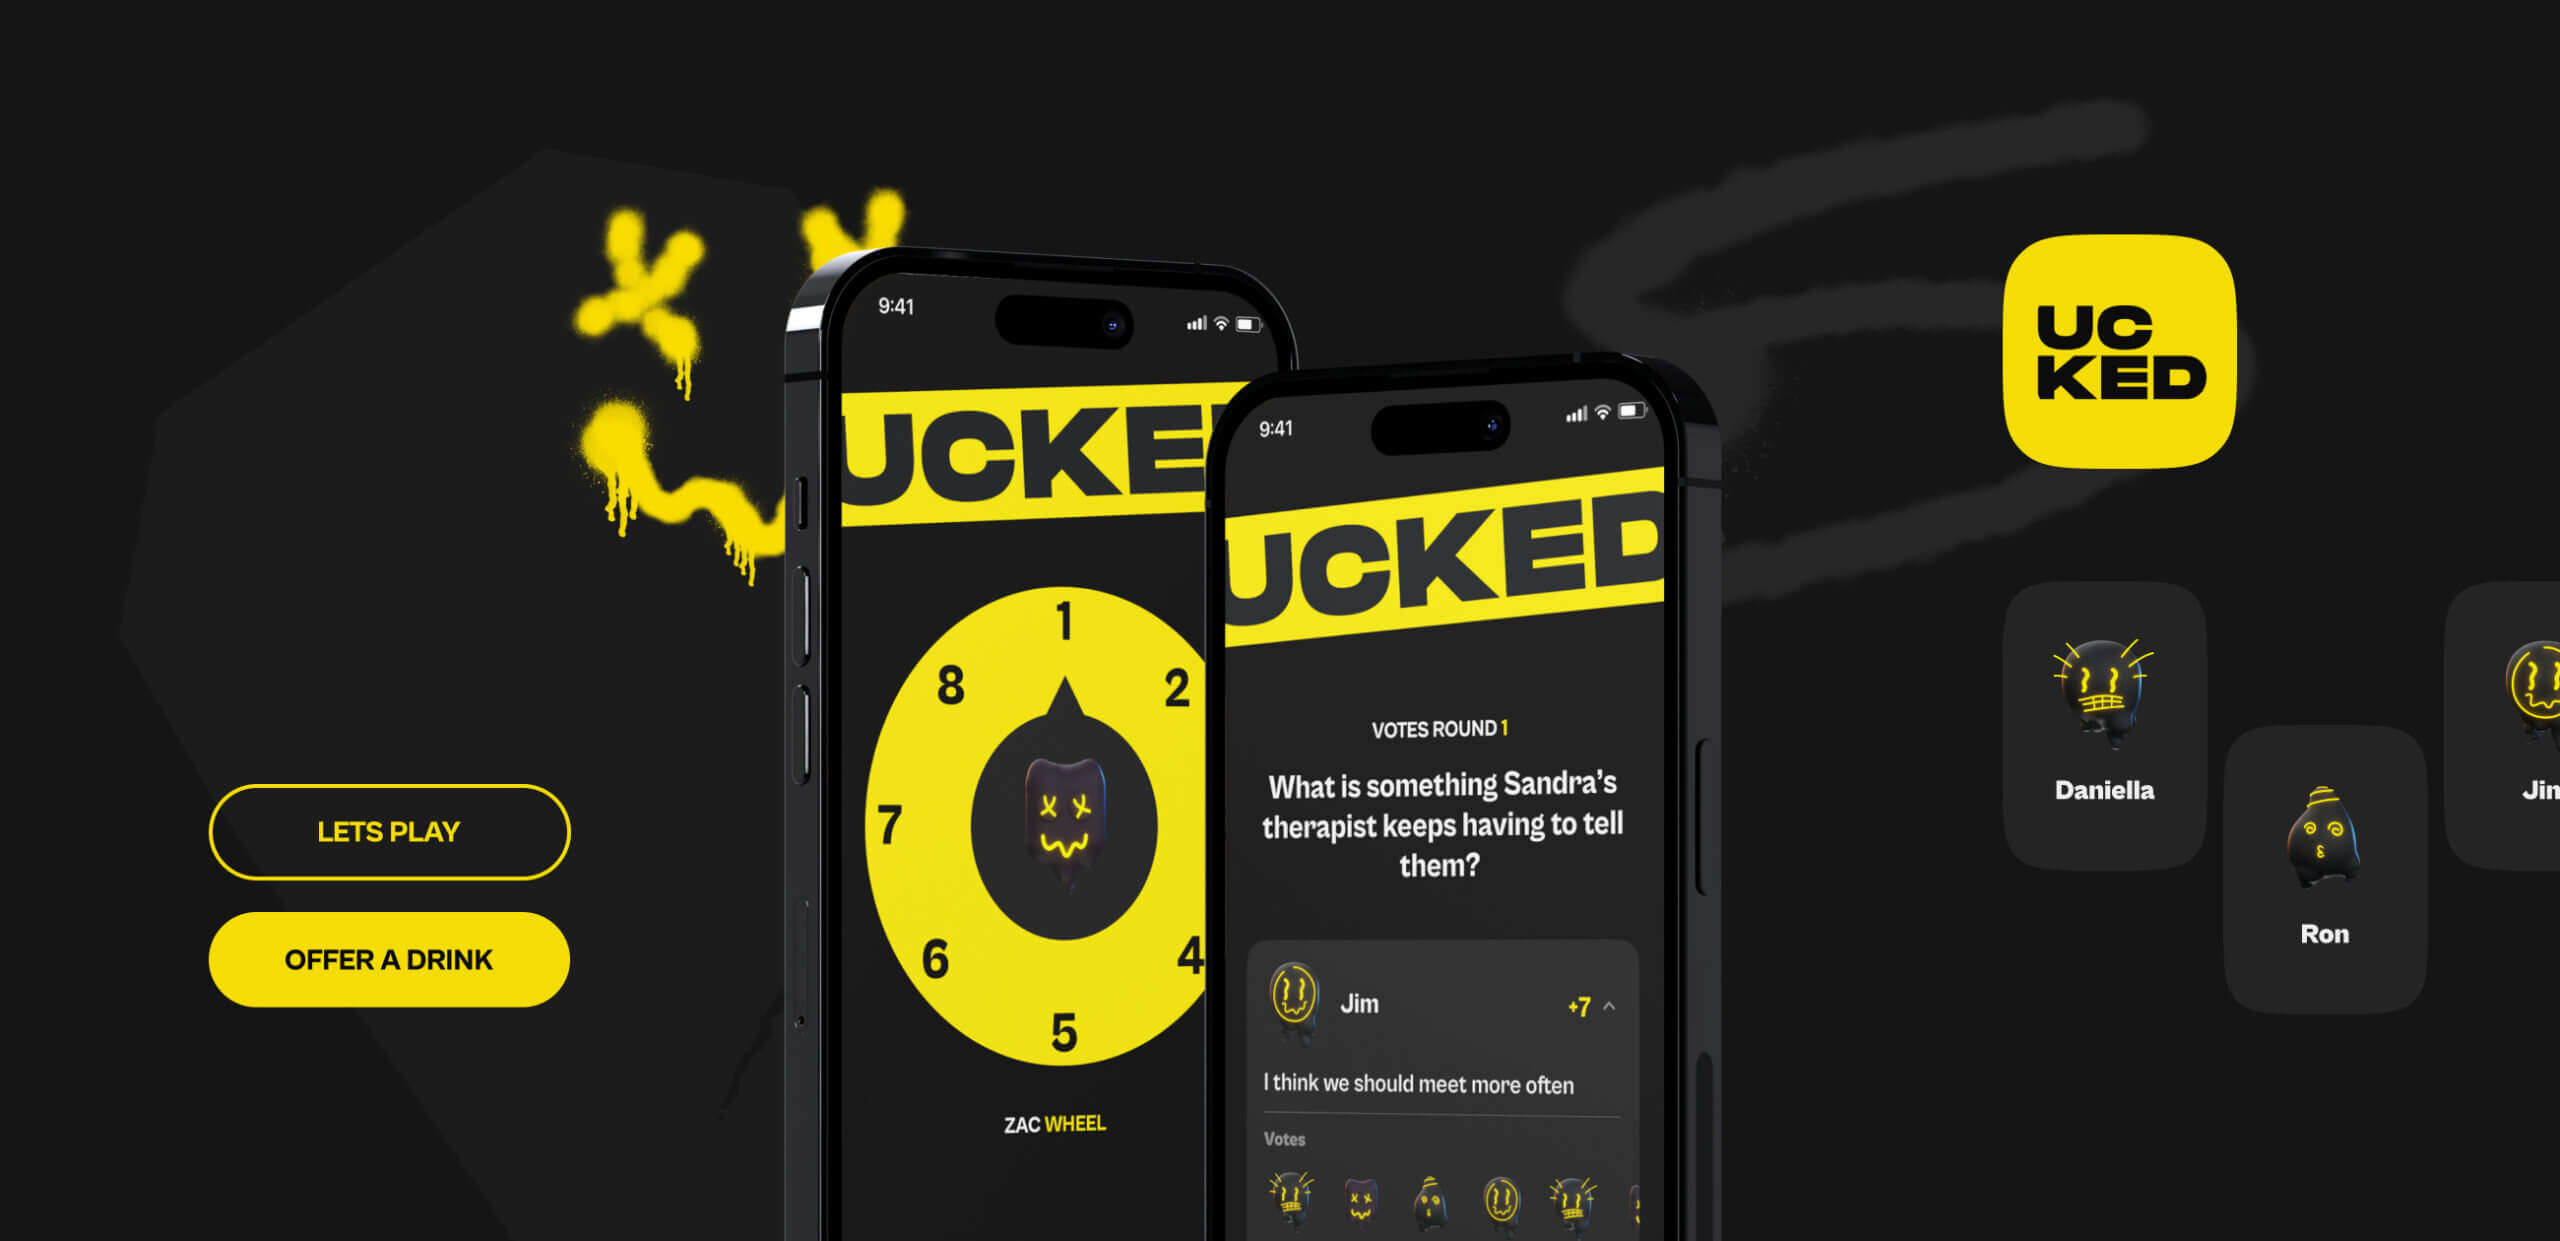 9:41
UCKE
1
2
4
5
6
7
8
ZAC WHEEL
9:41
UCKED
VOTES ROUND 1
What is something Sandra's
therapist keeps having to tell
them?
Jim
+7
I think we should meet more often
Votes
LETS PLAY
OFFER A DRINK
UC
KED
Daniella
Ron